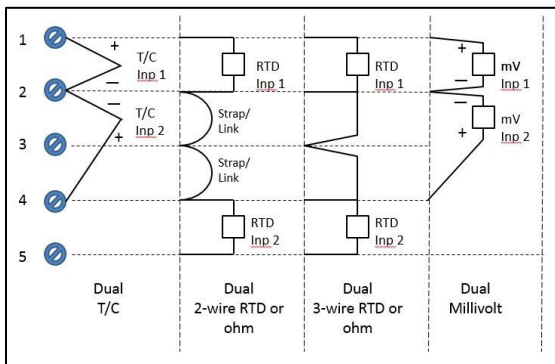 1
2
3
4
5
+
T/C
Inp 1
−
−
T/C
Inp 2
+
RTD
Inp 1
Strap/
Link
Strap/
Link
RTD
Inp 2
RTD
Inp 1
RTD
Inp 2
+
mV
Inp 1
−
−
mV
Inp 2
+
Dual
T/C
Dual
2-wire RTD or
ohm
Dual
3-wire RTD or
ohm
Dual
Millivolt